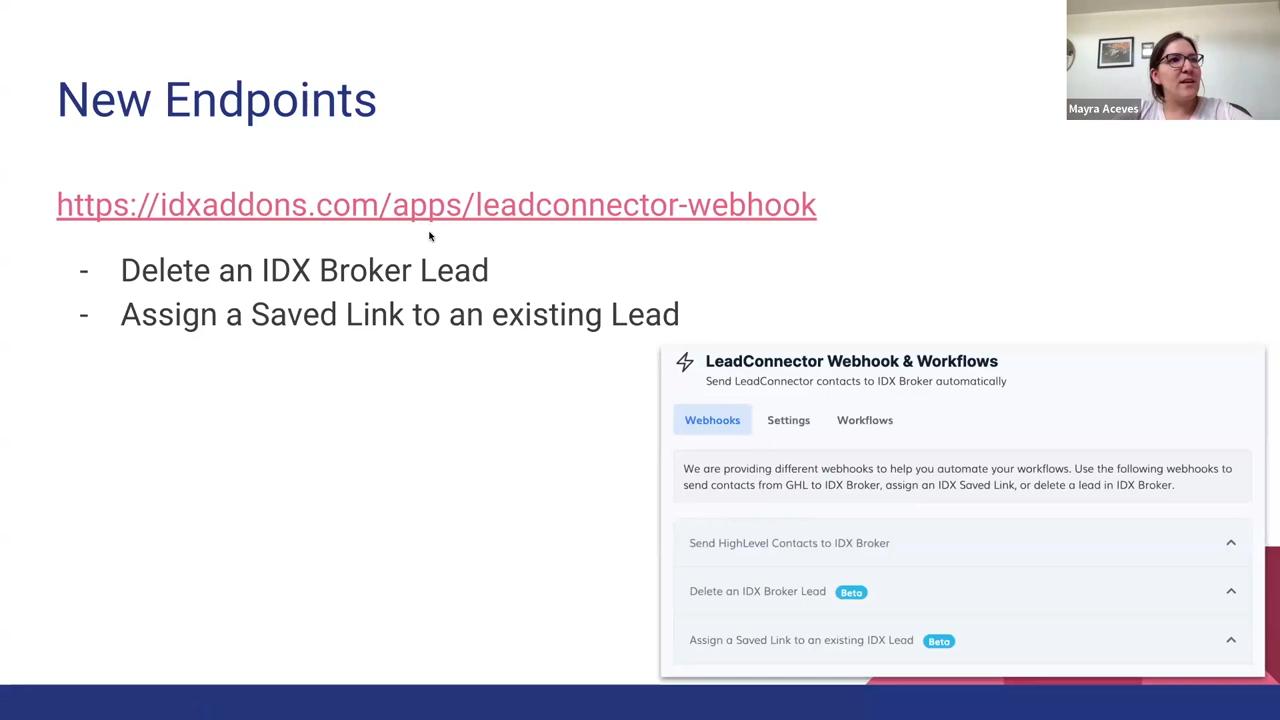 New Endpoints
Mayra Aceves
https://idxaddons.com/apps/leadconnector-webhook
- Delete an IDX Broker Lead
- Assign a Saved Link to an existing Lead
LeadConnector Webhook & Workflows
Send LeadConnector contacts to IDX Broker automatically
Webhooks Settings Workflows
We are providing different webhooks to help you automate your workflows. Use the following webhooks to
send contacts from GHL to IDX Broker, assign an IDX Saved Link, or delete a lead in IDX Broker.
Send HighLevel Contacts to IDX Broker
Delete an IDX Broker Lead Beta
Assign a Saved Link to an existing IDX Lead Beta